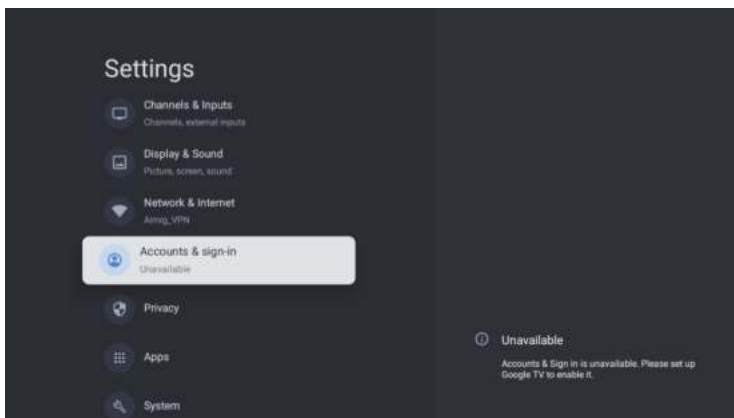 Settings
Channels & Inputs
Channels, external inputs
Display & Sound
Picture, screen, sound
Network & Internet
Almig_VPN
Accounts & sign-in
Unavailable
Privacy
Apps
System
Unavailable
Accounts & Sign in is unavailable. Please set up
Google TV to enable it.